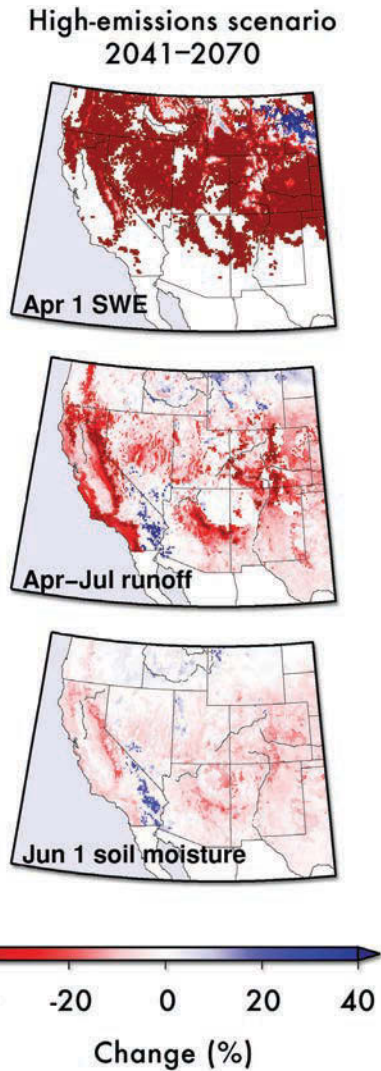 High-emissions scenario
2041–2070
Apr 1 SWE
Apr–Jul runoff
Jun 1 soil moisture
-20 0 20 40
Change (%)